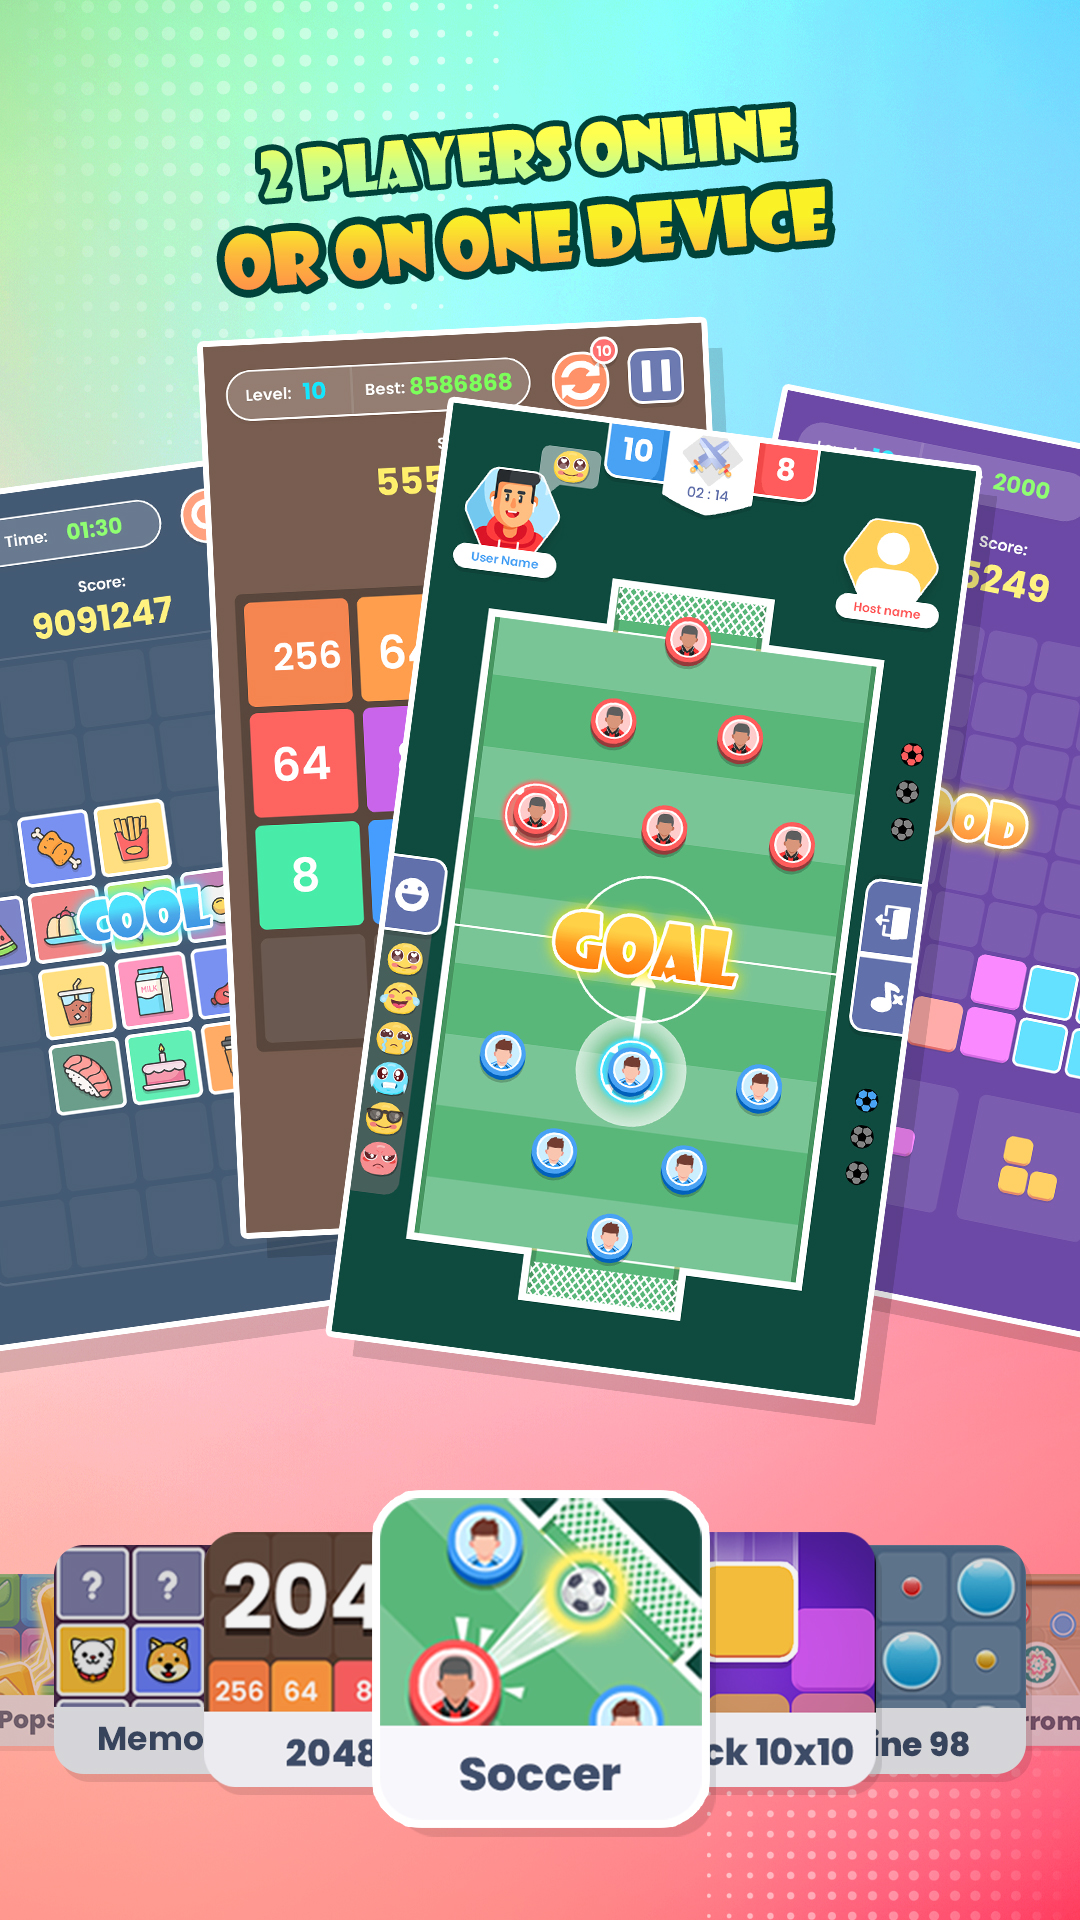 2 PLAYERS ONLINE
OR ON ONE DEVICE
Level: 10
Best: 8586868
10
555
256
64
64
8
Time: 01:30
Score:
9091247
COOL
MILK
10
02 : 14
8
User Name
Host name
GOAL
2000
Score:
5249
OOD
Pops
? ?
Memo
204
256 64 8
2048
Soccer
ck 10x10
ine 98
rrom